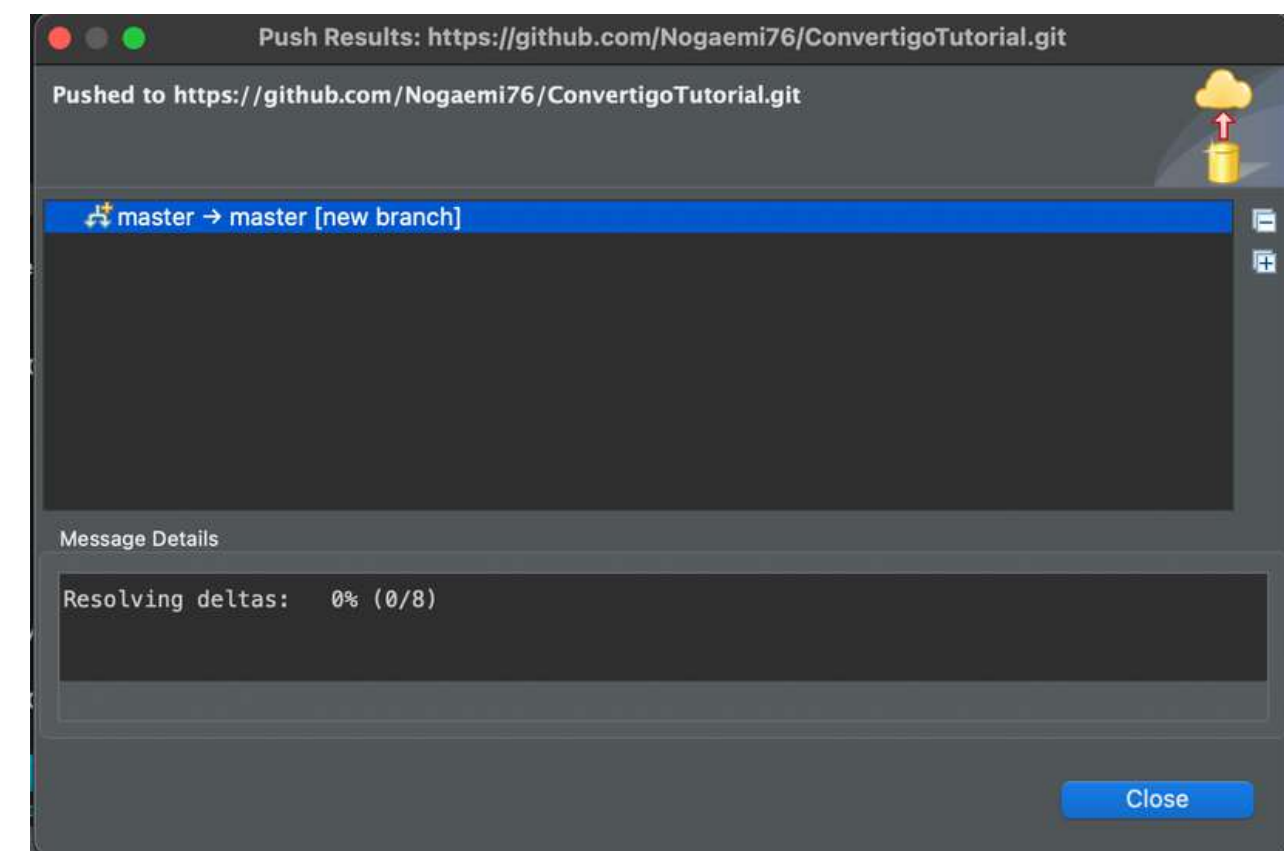 Push Results: https://github.com/Nogaemi76/ConvertigoTutorial.git
Pushed to https://github.com/Nogaemi76/ConvertigoTutorial.git
master → master [new branch]
Message Details
Resolving deltas:   0% (0/8)
Close